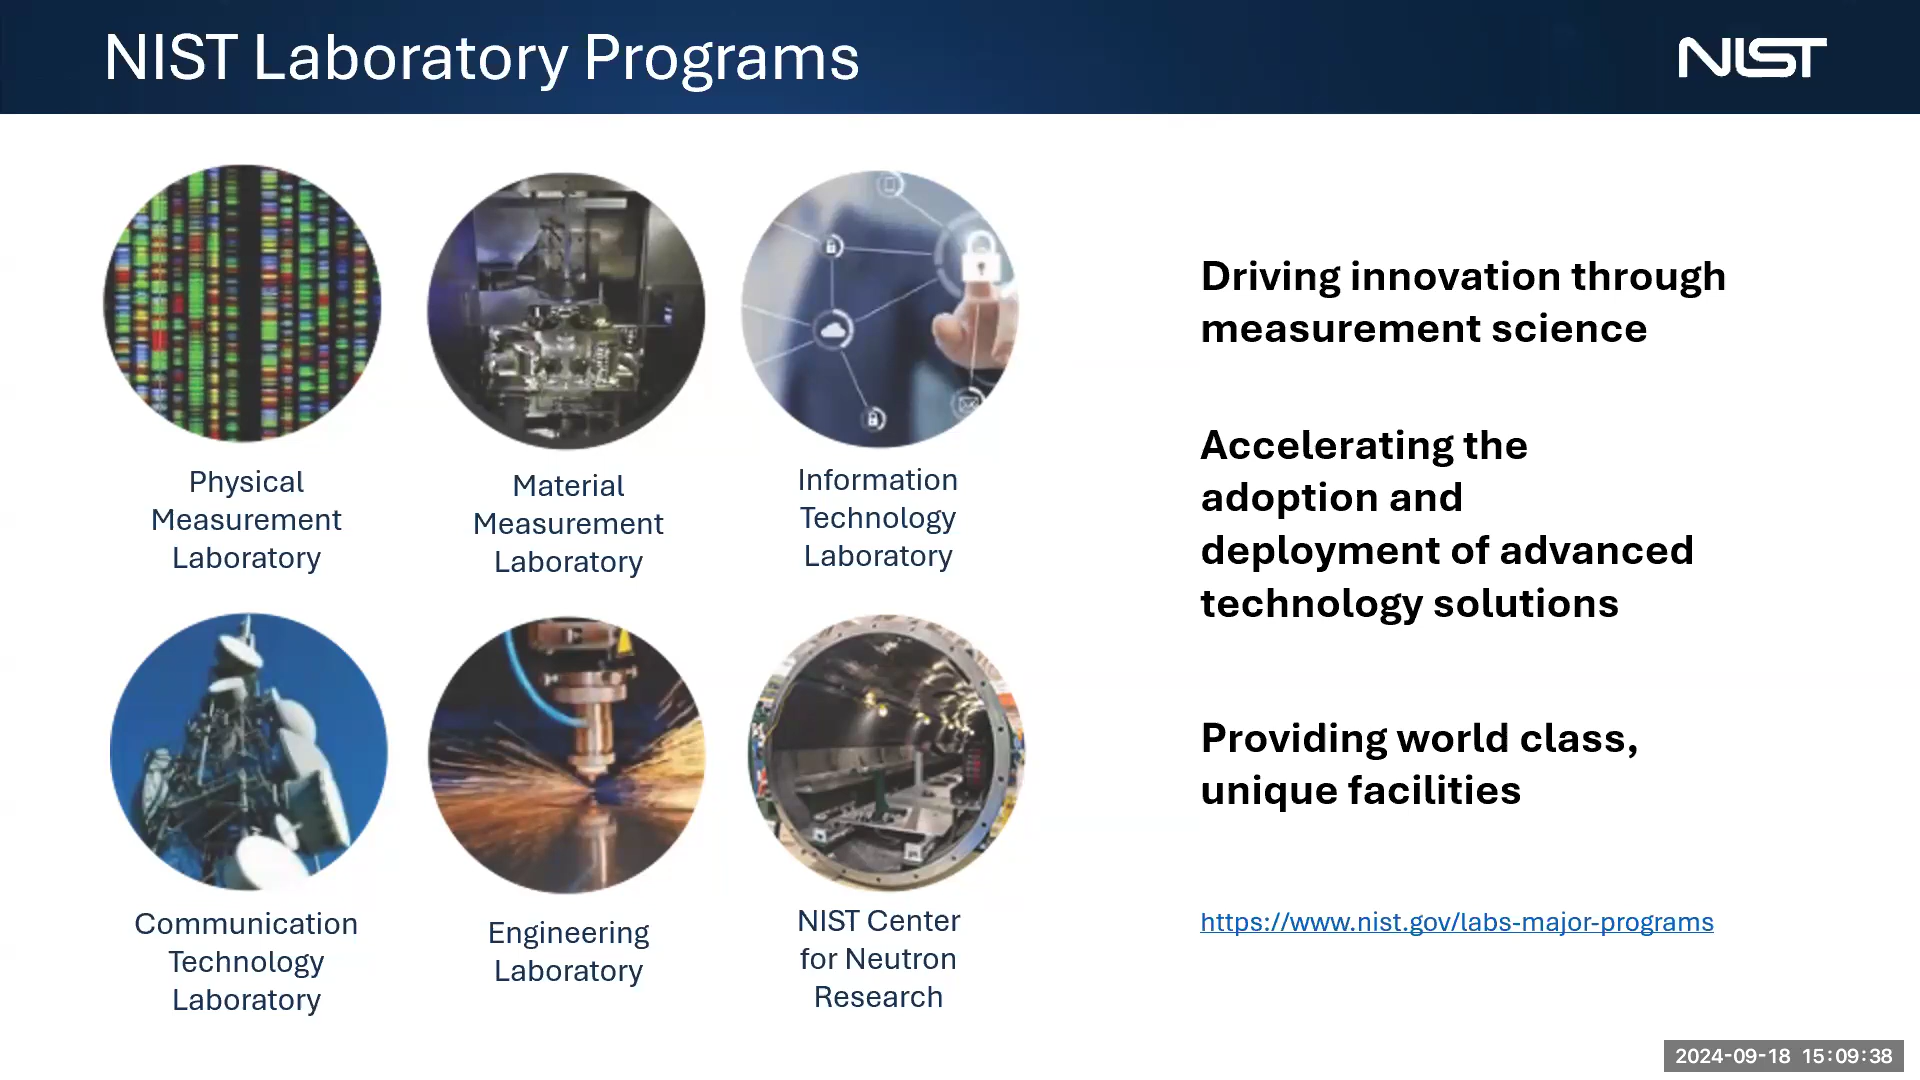 NIST Laboratory Programs
NIST
Physical
Measurement
Laboratory
Material
Measurement
Laboratory
Information
Technology
Laboratory
Communication
Technology
Laboratory
Engineering
Laboratory
NIST Center
for Neutron
Research
Driving innovation through
measurement science
Accelerating the
adoption and
deployment of advanced
technology solutions
Providing world class,
unique facilities
https://www.nist.gov/labs-major-programs
2024-09-18 15:09:38